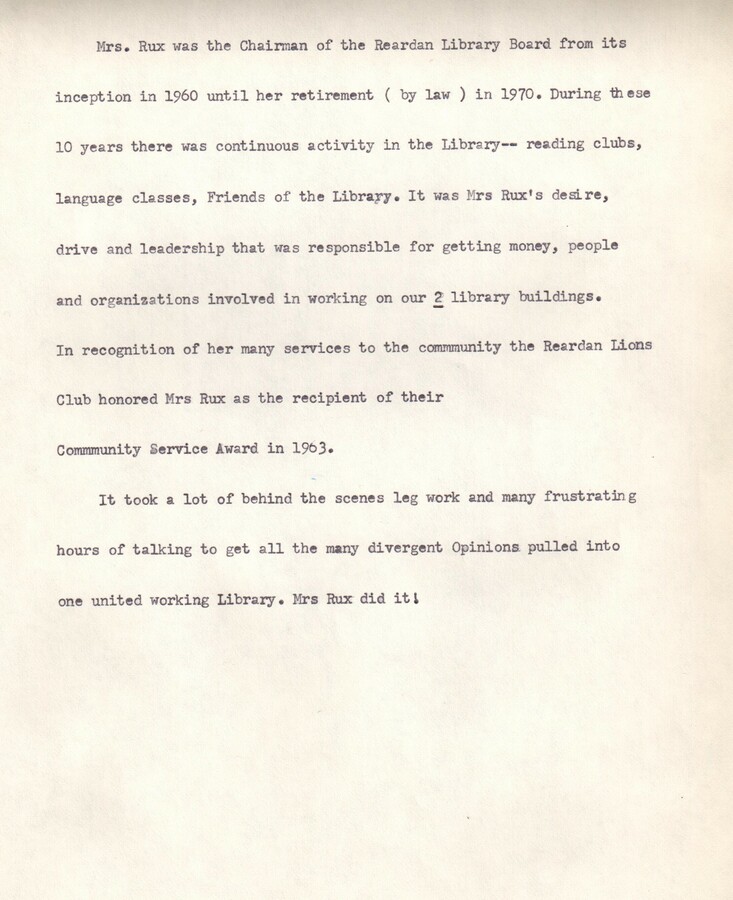 Mrs. Rux was the Chairman of the Reardan Library Board from its
inception in 1960 until her retirement ( by law ) in 1970. During these
10 years there was continuous activity in the Library-- reading clubs,
language classes, Friends of the Library. It was Mrs Rux's desire,
drive and leadership that was responsible for getting money, people
and organizations involved in working on our 2 library buildings.
In recognition of her many services to the commmunity the Reardan Lions
Club honored Mrs Rux as the recipient of their
Commmunity Service Award in 1963.
It took a lot of behind the scenes leg work and many frustrating
hours of talking to get all the many divergent Opinions pulled into
one united working Library. Mrs Rux did it!